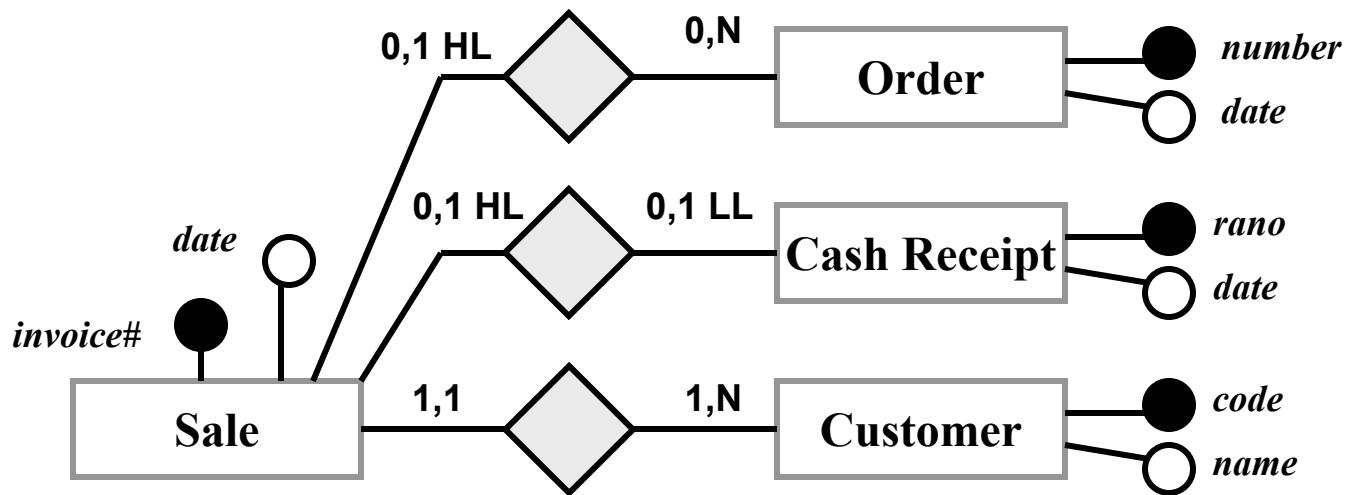 0,1 HL
0,N
Order
number
date
0,1 HL
0,1 LL
Cash Receipt
rano
date
date
invoice#
Sale
1,1
1,N
Customer
code
name